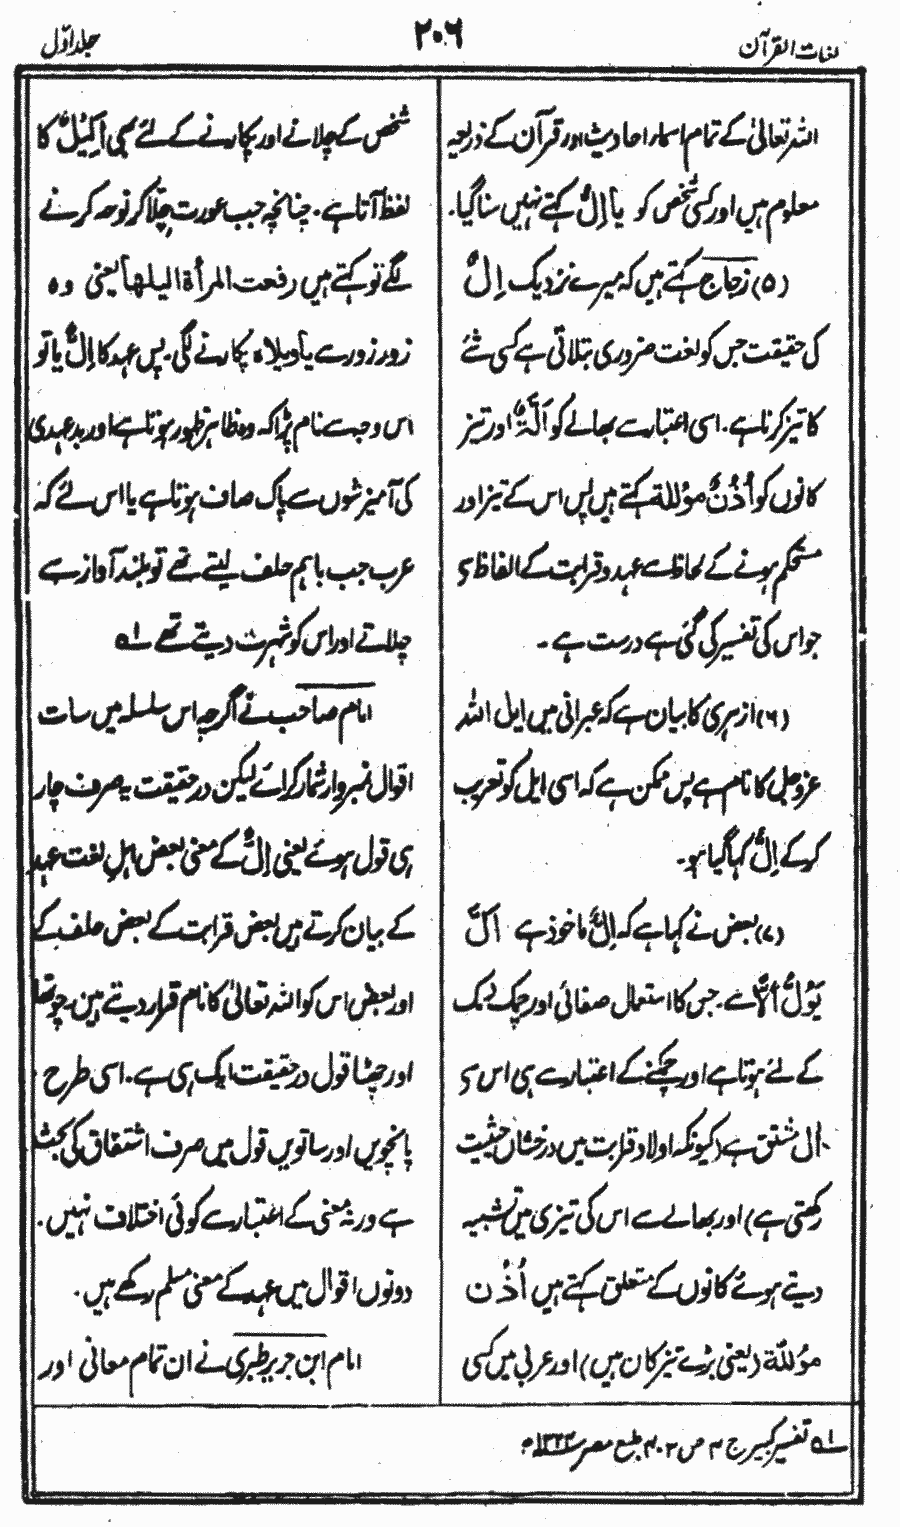 لغات القرآن
۲۰۶
جلد اوّل
اللہ تعالیٰ کے تمام اسماء احادیث اور قرآن کے ذریعہ
معلوم ہیں اور کسی شخص کو یا اِلٌّ کہتے نہیں سنا گیا.
(۵) زجاج کہتے ہیں کہ میرے نزدیک اِلٌّ
کی حقیقت جس کو لغت ضروری بتلاتی ہے کسی شئے
کا تیز کرنا ہے. اسی اعتبار سے بھالے کو اَلَّۃٌ اور تیز
کانوں کو اُذُنٌ مؤللة کہتے ہیں پس اس کے تیز اور
مستحکم ہونے کے لحاظ سے عہد و قرابت کے الفاظ سے
جو اس کی تفسیر کی گئی ہے درست ہے ۔
(۶) ازہری کا بیان ہے کہ عبرانی میں ایل اللہ
عزوجل کا نام ہے پس ممکن ہے کہ اسی ایل کو تعریب
کرکے اِلٌّ کہا گیا ہو.
(۷) بعض نے کہا ہے کہ اِلٌّ ماخوذ ہے اَلَّ
یَؤُلُّ اَلًّا سے. جس کا استعمال صفائی اور چمک دمک
کے لئے ہوتا ہے اور چمکنے کے اعتبار سے ہی اس سے
اَلّ مشتق ہے (کیونکہ اولاد قرابت میں درخشاں حیثیت
رکھتی ہے) اور بھالے سے اس کی تیزی میں تشبیہ
دیتے ہوئے کانوں کے متعلق کہتے ہیں اُذُن
مؤللّة (یعنی بڑے تیز کان ہیں) اور عربی میں کسی
شخص کے چلانے اور پکارنے کے لئے بھی اَلِیْلٌ کا
لفظ آتا ہے. چنانچہ جب عورت چِلّا کر نوحہ کرنے
لگے تو کہتے ہیں رفعت المرأة اليلها یعنی وہ
زور زور سے یاویلاہ پکارنے لگی. پس عہد کا اِلٌّ یا تو
اس وجہ سے نام پڑا کہ وہ ظاہر ظہور ہوتا ہے اور بدعہدی
کی آمیزشوں سے پاک صاف ہوتا ہے یا اس لئے کہ
عرب جب باہم حلف لیتے تھے تو بلند آواز سے
چلاتے اور اس کو شہرت دیتے تھے لـه
امام صاحب نے اگرچہ اس سلسلہ میں سات
اقوال نمبروار شمار کرائے لیکن در حقیقت یہ صرف چار
ہی قول ہوئے یعنی اِلٌّ کے معنی بعض اہل لغت عہد
کے بیان کرتے ہیں بعض قرابت کے بعض حلف کے
اور بعض اس کو اللہ تعالیٰ کا نام قرار دیتے ہیں. چوتھا
اور چھٹا قول در حقیقت ایک ہی ہے. اسی طرح
پانچویں اور ساتویں قول میں صرف اشتقاق کی بحث
ہے ورنہ معنی کے اعتبار سے کوئی اختلاف نہیں.
دونوں اقوال میں عہد کے معنی مسلم رکھے ہیں.
امام ابن جریر طبری نے ان تمام معانی اور
لـه تفسیر کبیر ج ۴ ص ۴۰۲ طبع مصر ۱۳۲۴ھ